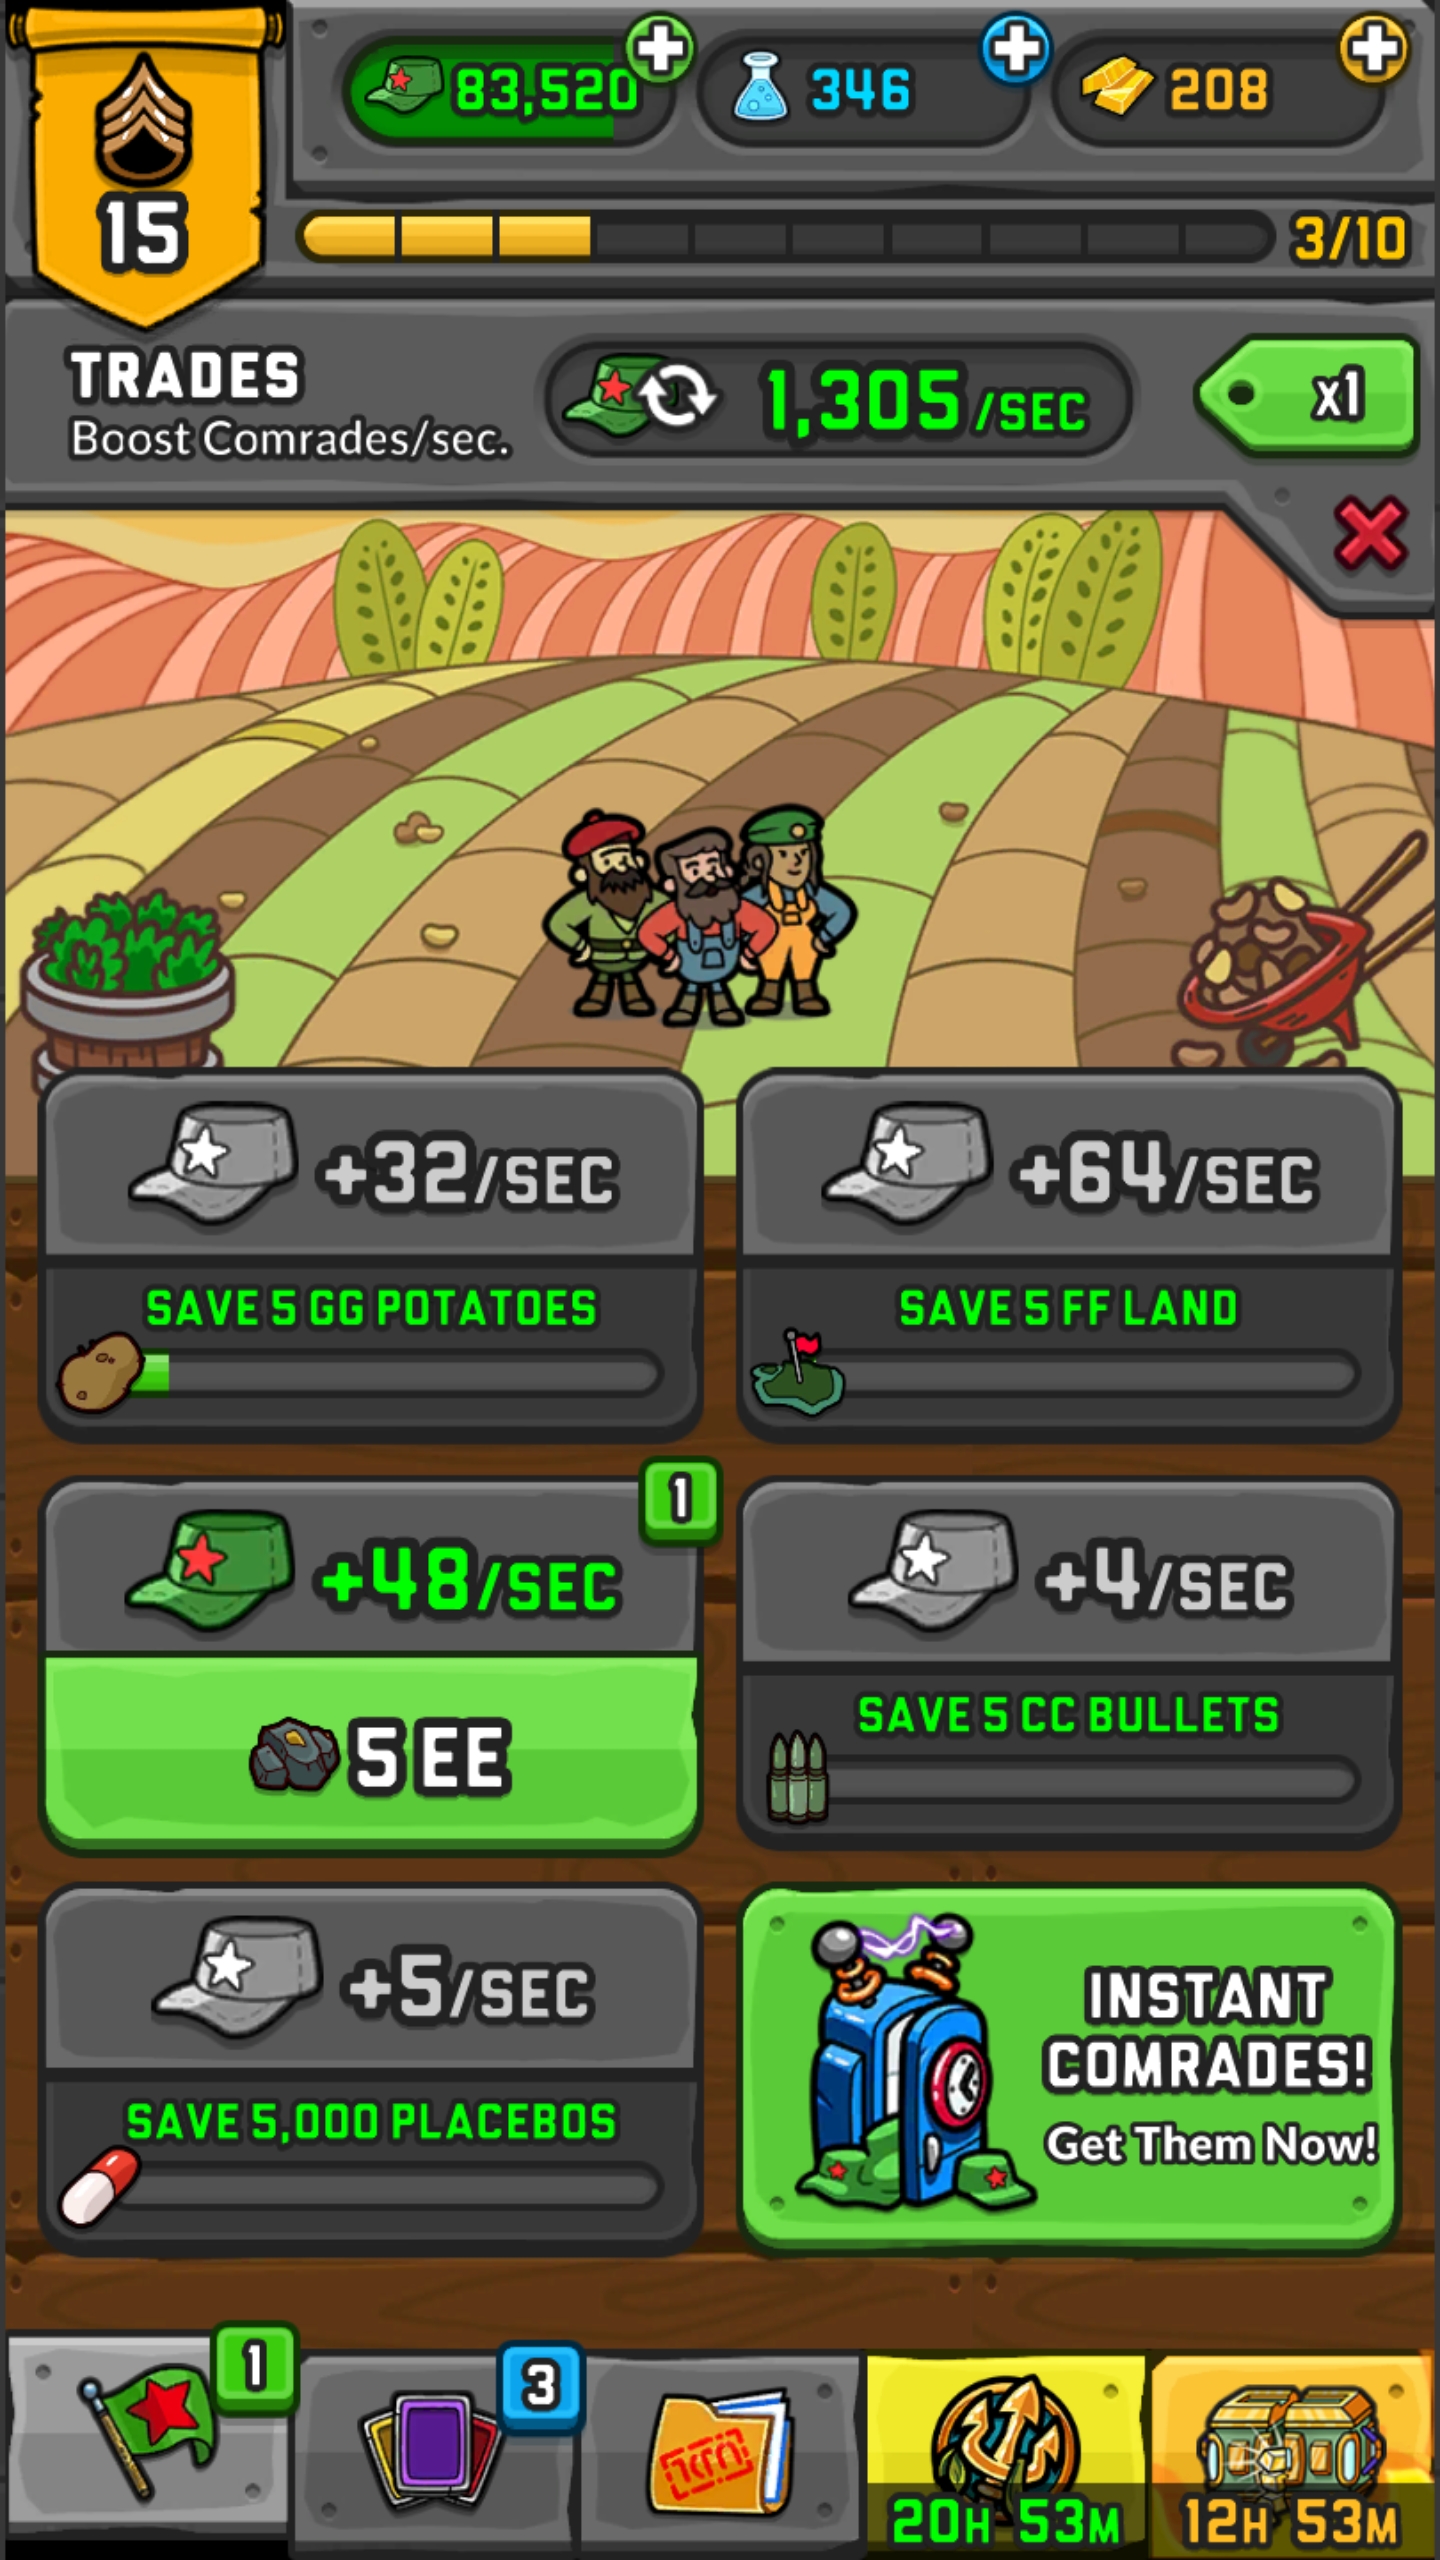 83,520
346
208
15
3/10
TRADES
Boost Comrades/sec.
1,305/SEC
x1
+32/SEC
+64/SEC
SAVE 5 GG POTATOES
SAVE 5 FF LAND
1
+48/SEC
+4/SEC
5 EE
SAVE 5 CC BULLETS
+5/SEC
SAVE 5,000 PLACEBOS
INSTANT
COMRADES!
Get Them Now!
1
3
20H 53M
12H 53M